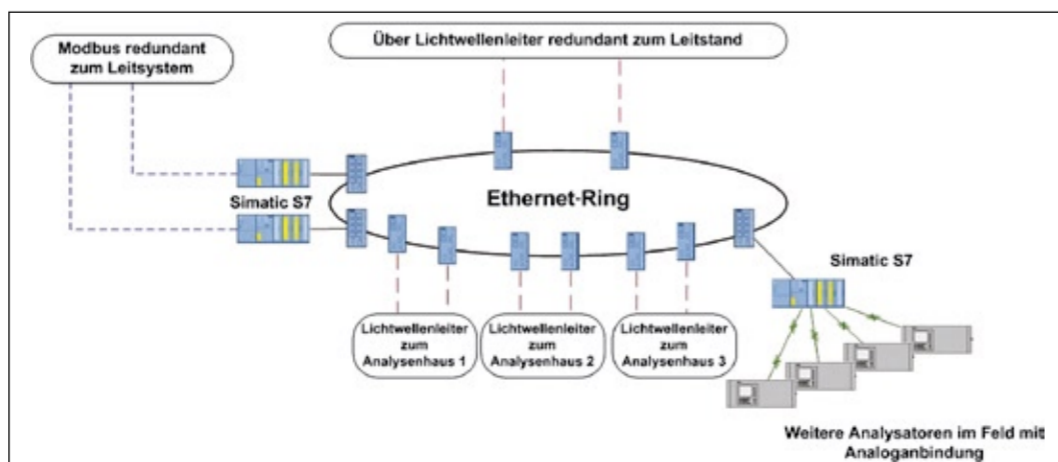 Modbus redundant
zum Leitsystem
Über Lichtwellenleiter redundant zum Leitstand
Simatic S7
Ethernet-Ring
Simatic S7
Lichtwellenleiter
zum
Analysenhaus 1
Lichtwellenleiter
zum
Analysenhaus 2
Lichtwellenleiter
zum
Analysenhaus 3
Weitere Analysatoren im Feld mit
Analoganbindung